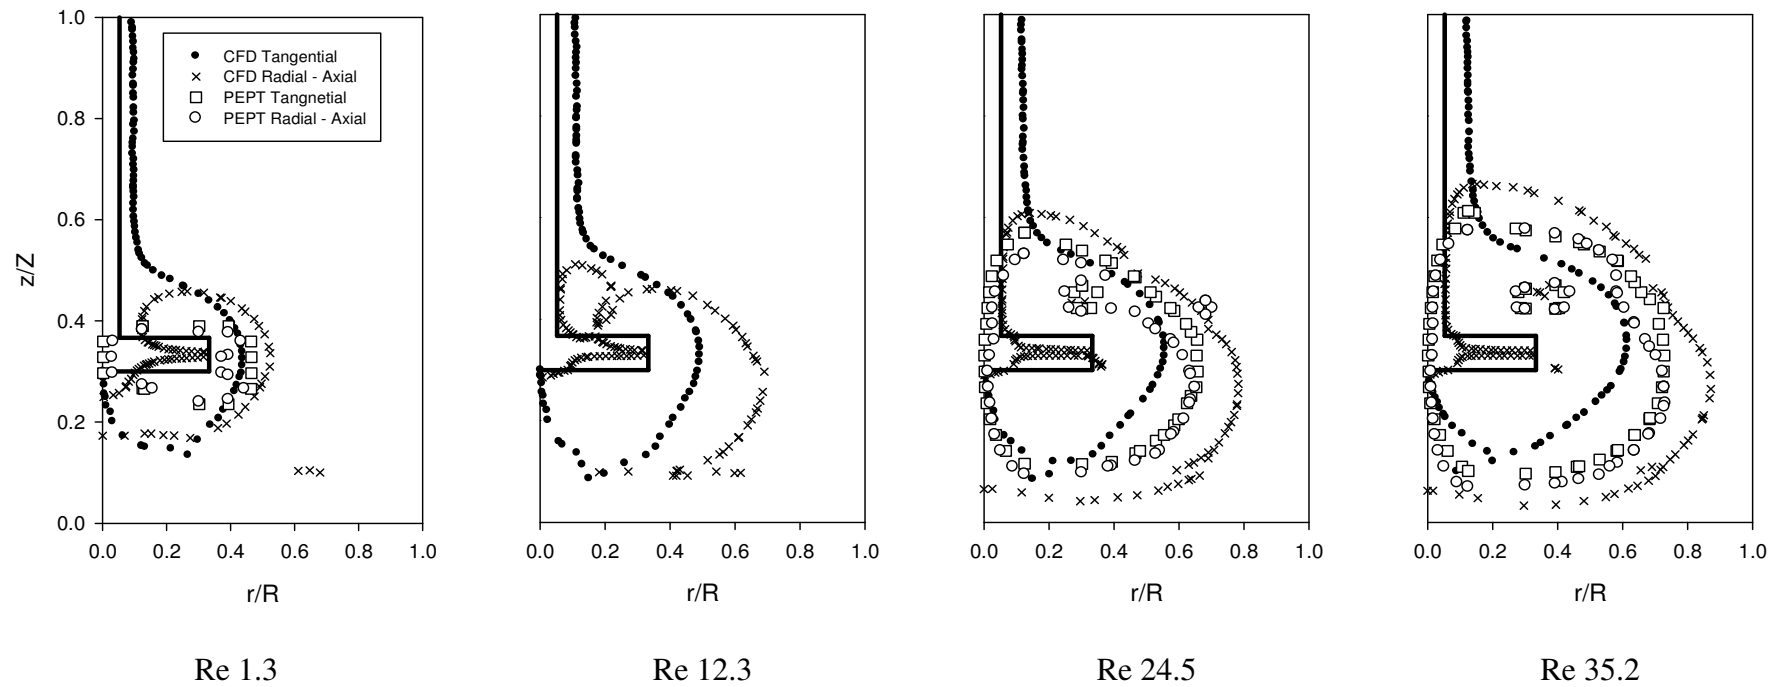 1.0
0.8
0.6
0.4
0.2
0.0
z/Z
CFD Tangential
CFD Radial - Axial
PEPT Tangnetial
PEPT Radial - Axial
0.0 0.2 0.4 0.6 0.8 1.0
0.0 0.2 0.4 0.6 0.8 1.0
0.0 0.2 0.4 0.6 0.8 1.0
0.0 0.2 0.4 0.6 0.8 1.0
r/R
r/R
r/R
r/R
Re 1.3
Re 12.3
Re 24.5
Re 35.2